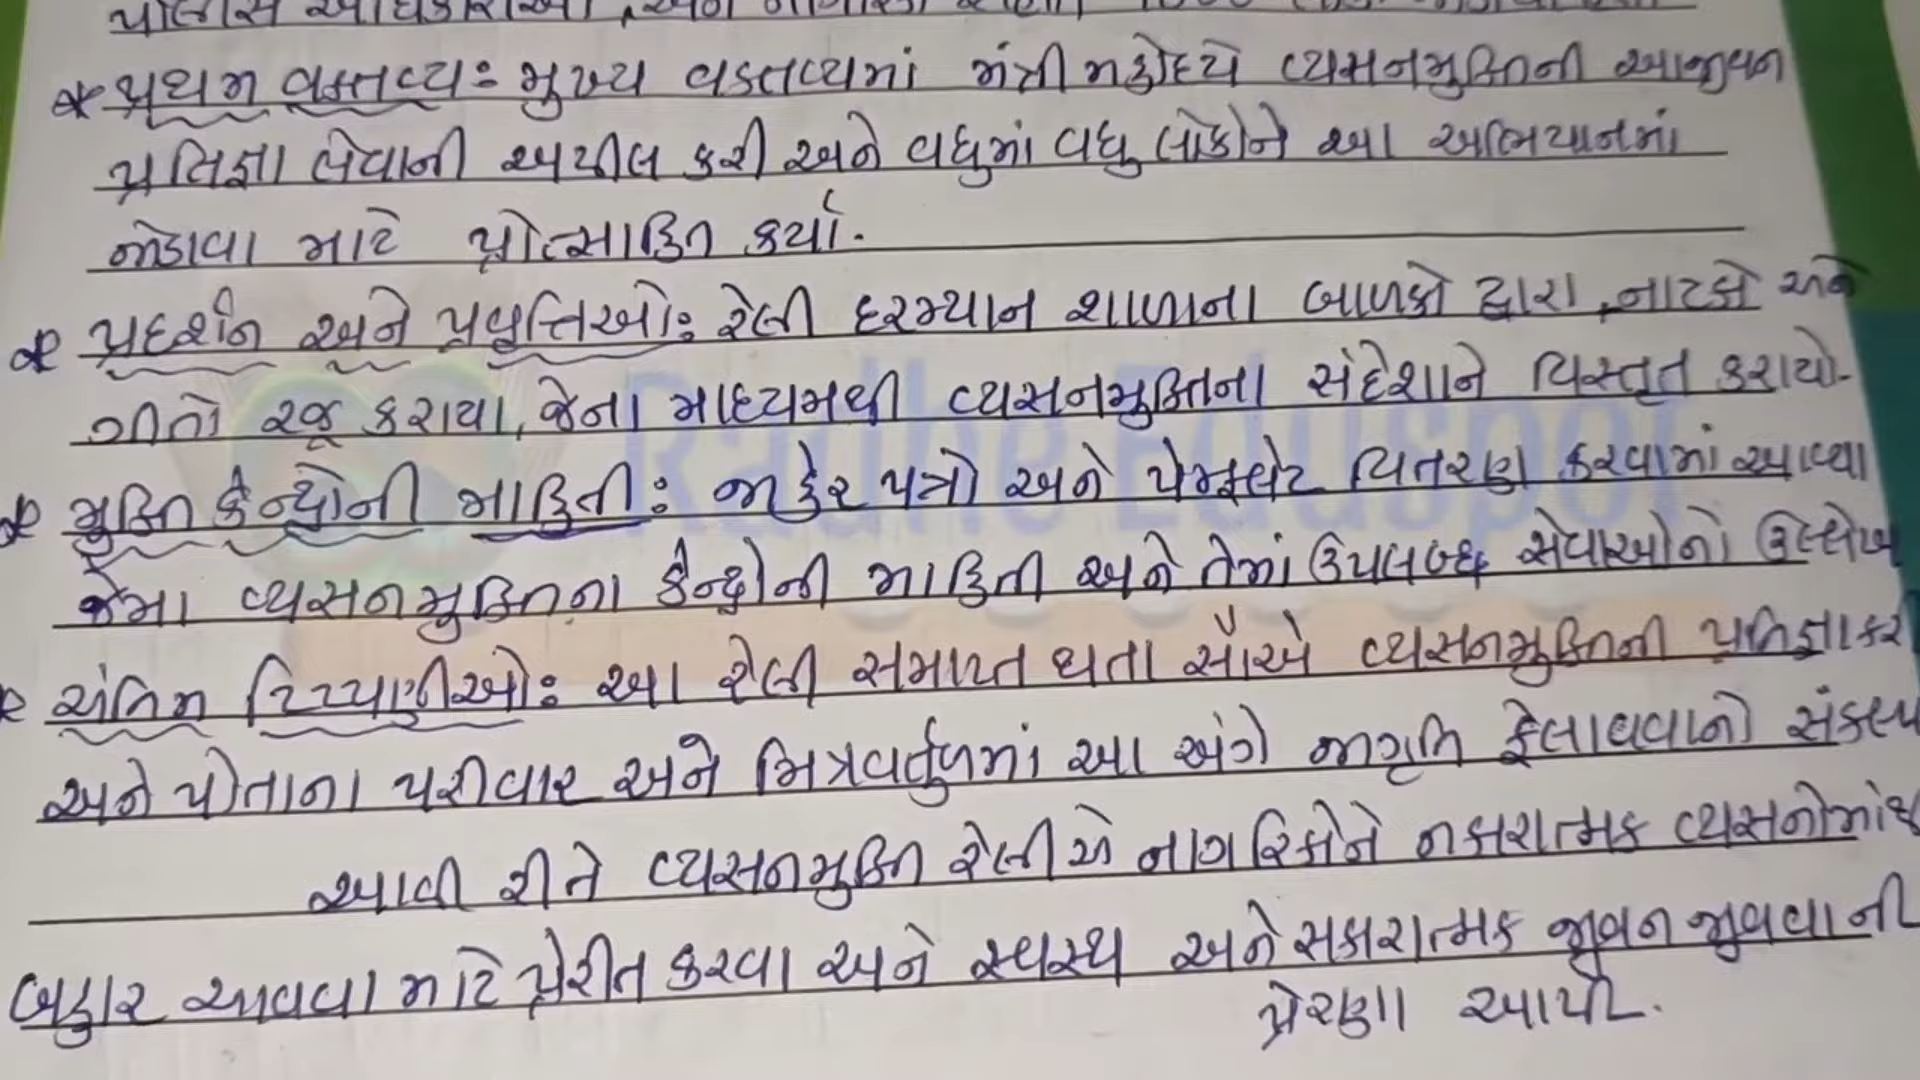 પોલીસ અધિકારીઓ, અને નાગરિકો
* પ્રથમ વક્તવ્ય: મુખ્ય વક્તવ્યમાં મંત્રી મહોદયે વ્યસનમુક્તિની આજીવન
પ્રતિજ્ઞા લેવાની અપીલ કરી અને વધુમાં વધુ લોકોને આ અભિયાનમાં
જોડાવા માટે પ્રોત્સાહિત કર્યા.
* પ્રદર્શન અને પ્રવૃત્તિઓ: રેલી દરમ્યાન શાળાના બાળકો દ્વારા, નાટકો અને
ગીતો રજૂ કરાયા, જેના માધ્યમથી વ્યસનમુક્તિના સંદેશાને વિસ્તૃત કરાયો.
* મુક્તિ કેન્દ્રોની માહિતી: જાહેર પત્રો અને પેમ્ફ્લેટ વિતરણ કરવામાં આવ્યા
જેમા વ્યસનમુક્તિના કેન્દ્રોની માહિતી અને તેમાં ઉપલબ્ધ સેવાઓનો ઉલ્લેખ
* અંતિમ ટિપ્પાણીઓ: આ રેલી સમાપ્ત થતા સૌએ વ્યસનમુક્તિની પ્રતિજ્ઞા કરી
અને પોતાના પરીવાર અને મિત્રવર્તુળમાં આ અંગે જાગૃતિ ફેલાવવાનો સંકલ્પ
આવી રીતે વ્યસનમુક્તિ રેલીએ નાગરિકોને નકારાત્મક વ્યસનોમાંથી
બહાર આવવા માટે પ્રેરીત કરવા અને સ્વસ્થ અને સકારાત્મક જીવન જીવવાની
પ્રેરણા આપી.
Radhe Eduspot